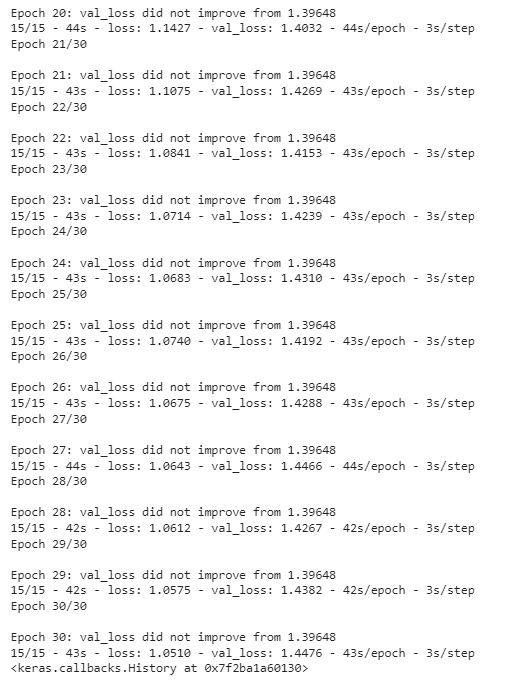 Epoch 20: val_loss did not improve from 1.39648
15/15 - 44s - loss: 1.1427 - val_loss: 1.4032 - 44s/epoch - 3s/step
Epoch 21/30
Epoch 21: val_loss did not improve from 1.39648
15/15 - 43s - loss: 1.1075 - val_loss: 1.4269 - 43s/epoch - 3s/step
Epoch 22/30
Epoch 22: val_loss did not improve from 1.39648
15/15 - 43s - loss: 1.0841 - val_loss: 1.4153 - 43s/epoch - 3s/step
Epoch 23/30
Epoch 23: val_loss did not improve from 1.39648
15/15 - 43s - loss: 1.0714 - val_loss: 1.4239 - 43s/epoch - 3s/step
Epoch 24/30
Epoch 24: val_loss did not improve from 1.39648
15/15 - 43s - loss: 1.0683 - val_loss: 1.4310 - 43s/epoch - 3s/step
Epoch 25/30
Epoch 25: val_loss did not improve from 1.39648
15/15 - 43s - loss: 1.0740 - val_loss: 1.4192 - 43s/epoch - 3s/step
Epoch 26/30
Epoch 26: val_loss did not improve from 1.39648
15/15 - 43s - loss: 1.0675 - val_loss: 1.4288 - 43s/epoch - 3s/step
Epoch 27/30
Epoch 27: val_loss did not improve from 1.39648
15/15 - 44s - loss: 1.0643 - val_loss: 1.4466 - 44s/epoch - 3s/step
Epoch 28/30
Epoch 28: val_loss did not improve from 1.39648
15/15 - 42s - loss: 1.0612 - val_loss: 1.4267 - 42s/epoch - 3s/step
Epoch 29/30
Epoch 29: val_loss did not improve from 1.39648
15/15 - 42s - loss: 1.0575 - val_loss: 1.4382 - 42s/epoch - 3s/step
Epoch 30/30
Epoch 30: val_loss did not improve from 1.39648
15/15 - 43s - loss: 1.0510 - val_loss: 1.4476 - 43s/epoch - 3s/step
<keras.callbacks.History at 0x7f2ba1a60130>